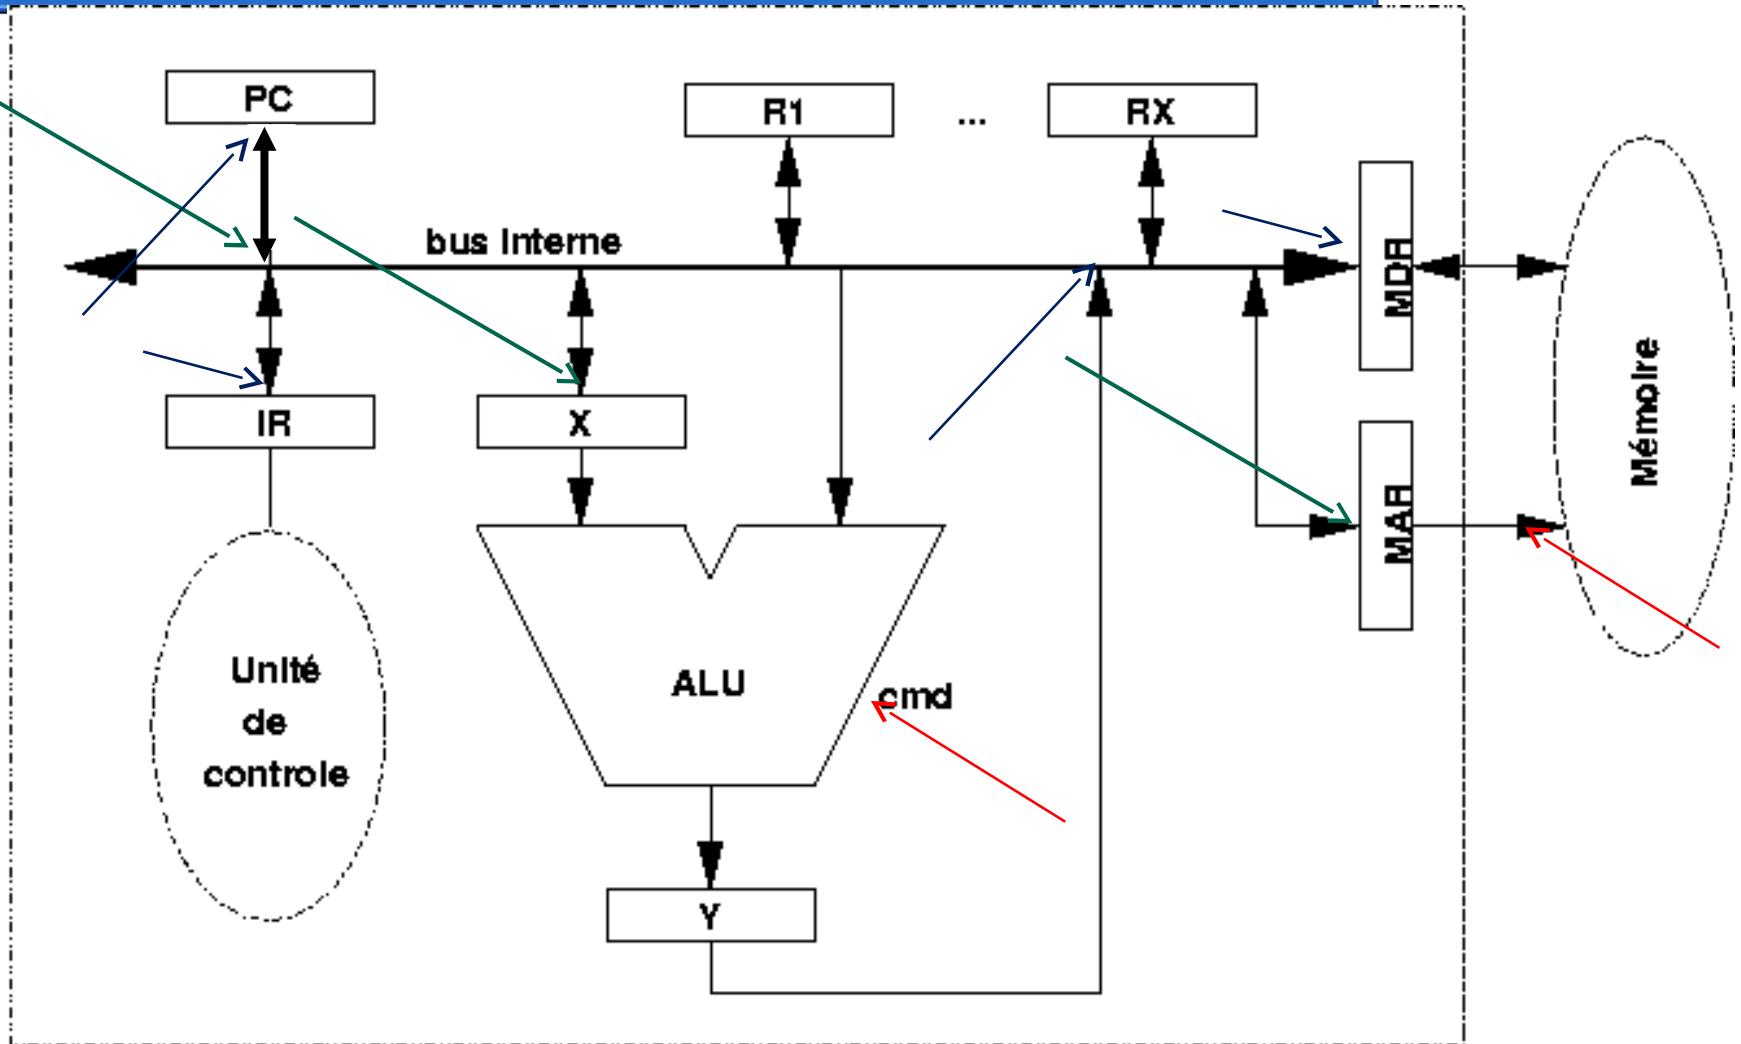 PC
R1
...
RX
bus Interne
MDR
IR
X
Mémoire
MAR
Unité
de
controle
ALU
cmd
Y